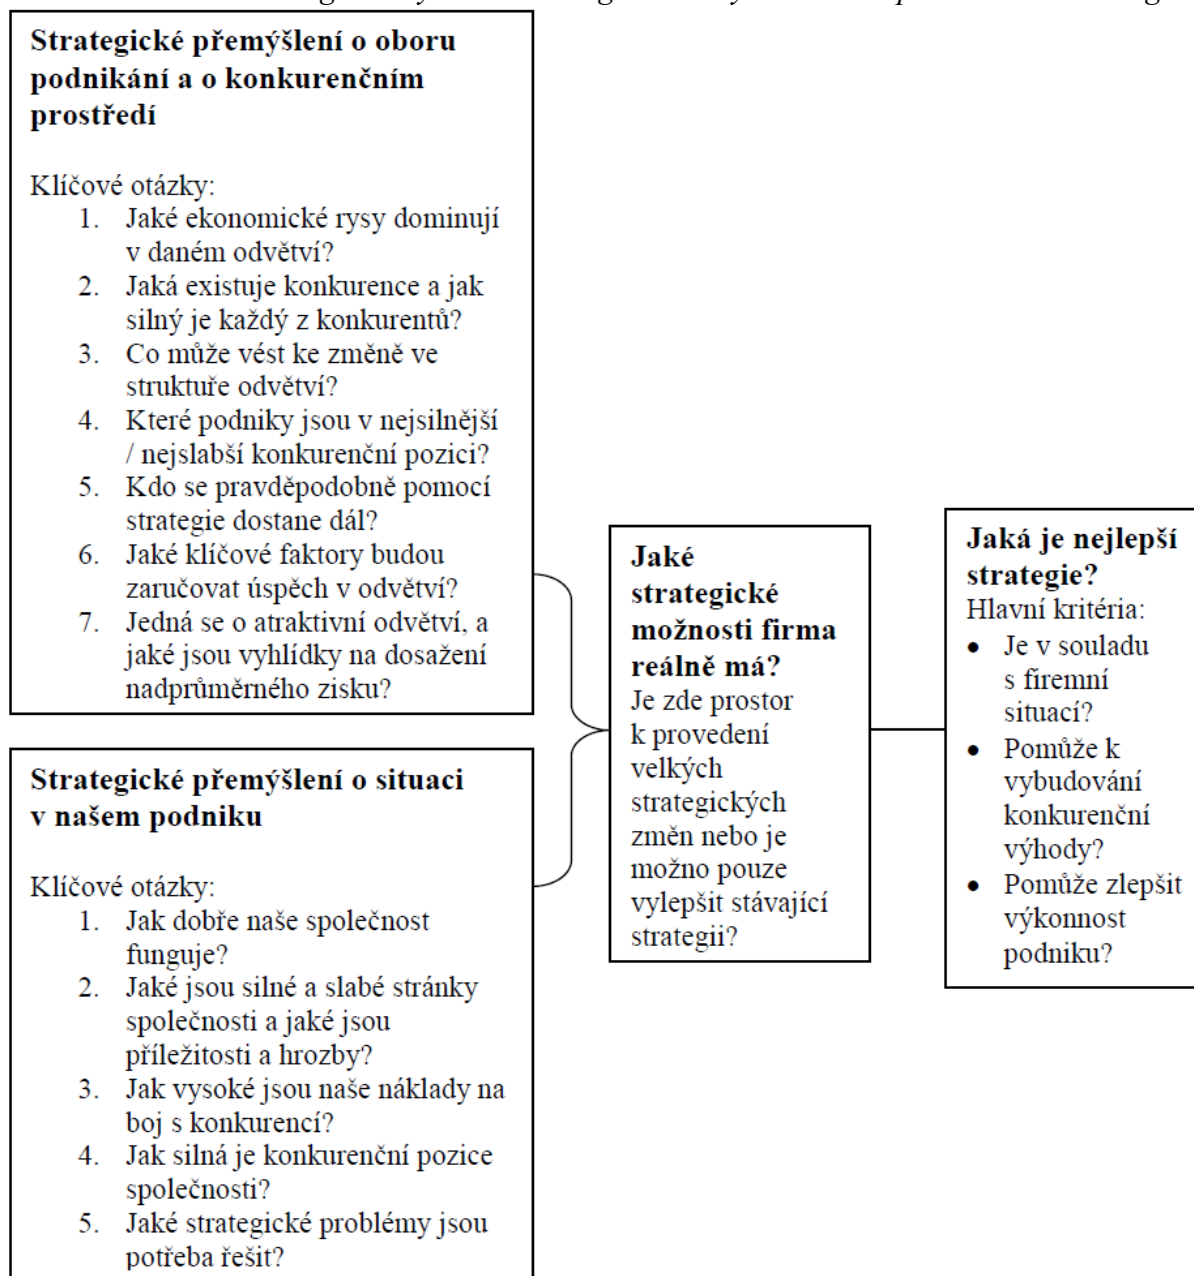 Strategické přemýšlení o oboru
podnikání a o konkurenčním
prostředí
Klíčové otázky:
1. Jaké ekonomické rysy dominují
v daném odvětví?
2. Jaká existuje konkurence a jak
silný je každý z konkurentů?
3. Co může vést ke změně ve
struktuře odvětví?
4. Které podniky jsou v nejsilnější
/ nejslabší konkurenční pozici?
5. Kdo se pravděpodobně pomocí
strategie dostane dál?
6. Jaké klíčové faktory budou
zaručovat úspěch v odvětví?
7. Jedná se o atraktivní odvětví, a
jaké jsou vyhlídky na dosažení
nadprůměrného zisku?
Strategické přemýšlení o situaci
v našem podniku
Klíčové otázky:
1. Jak dobře naše společnost
funguje?
2. Jaké jsou silné a slabé stránky
společnosti a jaké jsou
příležitosti a hrozby?
3. Jak vysoké jsou naše náklady na
boj s konkurencí?
4. Jak silná je konkurenční pozice
společnosti?
5. Jaké strategické problémy jsou
potřeba řešit?
Jaké
strategické
možnosti firma
reálně má?
Je zde prostor
k provedení
velkých
strategických
změn nebo je
možno pouze
vylepšit stávající
strategii?
Jaká je nejlepší
strategie?
Hlavní kritéria:
• Je v souladu
s firemní
situací?
• Pomůže k
vybudování
konkurenční
výhody?
• Pomůže zlepšit
výkonnost
podniku?